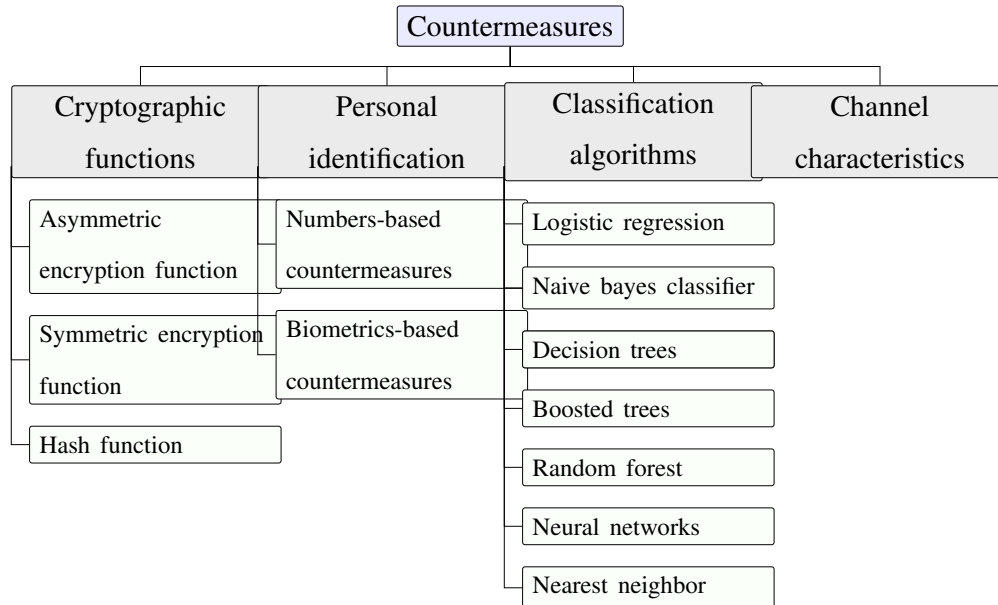 Countermeasures
Cryptographic
functions
Personal
identification
Classification
algorithms
Channel
characteristics
Asymmetric
encryption function
Symmetric encryption
function
Hash function
Numbers-based
countermeasures
Biometrics-based
countermeasures
Logistic regression
Naive bayes classifier
Decision trees
Boosted trees
Random forest
Neural networks
Nearest neighbor